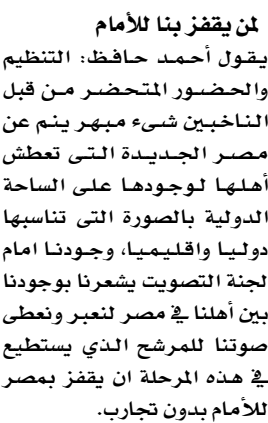 لمن يقفز بنا للأمام
يقول أحمد حافظ: التنظيم
والحضور المتحضر من قبل
الناخبين شىء مبهر ينم عن
مصر الجديدة التى تعطش
أهلها لوجودها على الساحة
الدولية بالصورة التى تناسبها
دوليا واقليميا، وجودنا امام
لجنة التصويت يشعرنا بوجودنا
بين أهلنا في مصر لنعبر ونعطى
صوتنا للمرشح الذي يستطيع
في هذه المرحلة ان يقفز بمصر
للأمام بدون تجارب.